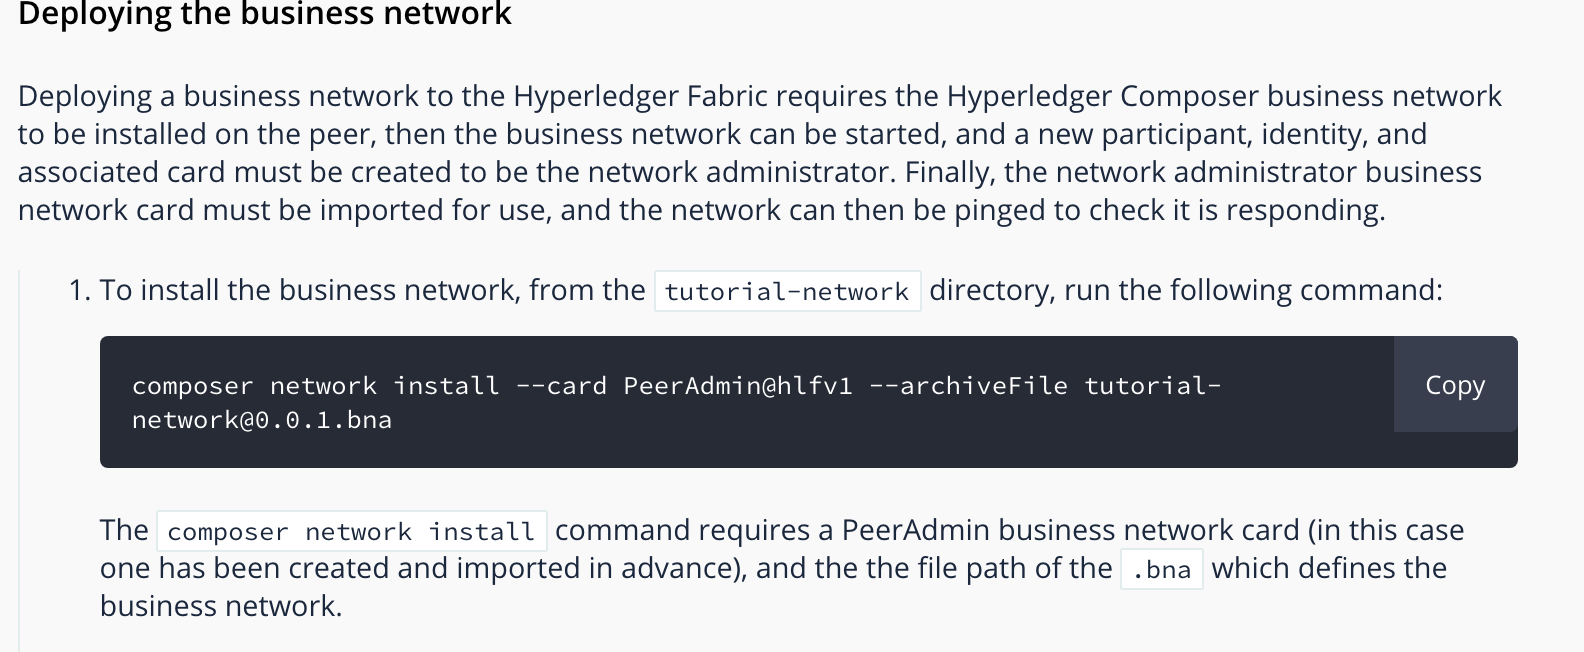 Deploying the business network
Deploying a business network to the Hyperledger Fabric requires the Hyperledger Composer business network
to be installed on the peer, then the business network can be started, and a new participant, identity, and
associated card must be created to be the network administrator. Finally, the network administrator business
network card must be imported for use, and the network can then be pinged to check it is responding.
1. To install the business network, from the tutorial-network directory, run the following command:
composer network install --card PeerAdmin@hlfv1 --archiveFile tutorial-
network@0.0.1.bna
Copy
The composer network install command requires a PeerAdmin business network card (in this case
one has been created and imported in advance), and the the file path of the .bna which defines the
business network.